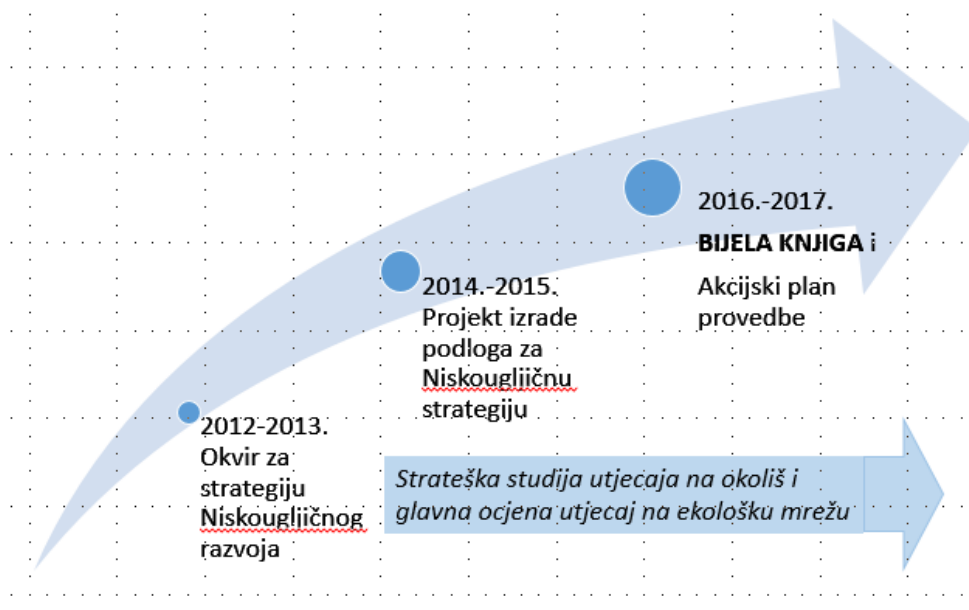 2012-2013.
Okvir za
strategiju
Niskougljičnog
razvoja
2014.-2015.
Projekt izrade
podloga za
Niskougljičnu
strategiju
2016.-2017.
BIJELA KNJIGA i
Akcijski plan
provedbe
Strateška studija utjecaja na okoliš i
glavna ocjena utjecaj na ekološku mrežu